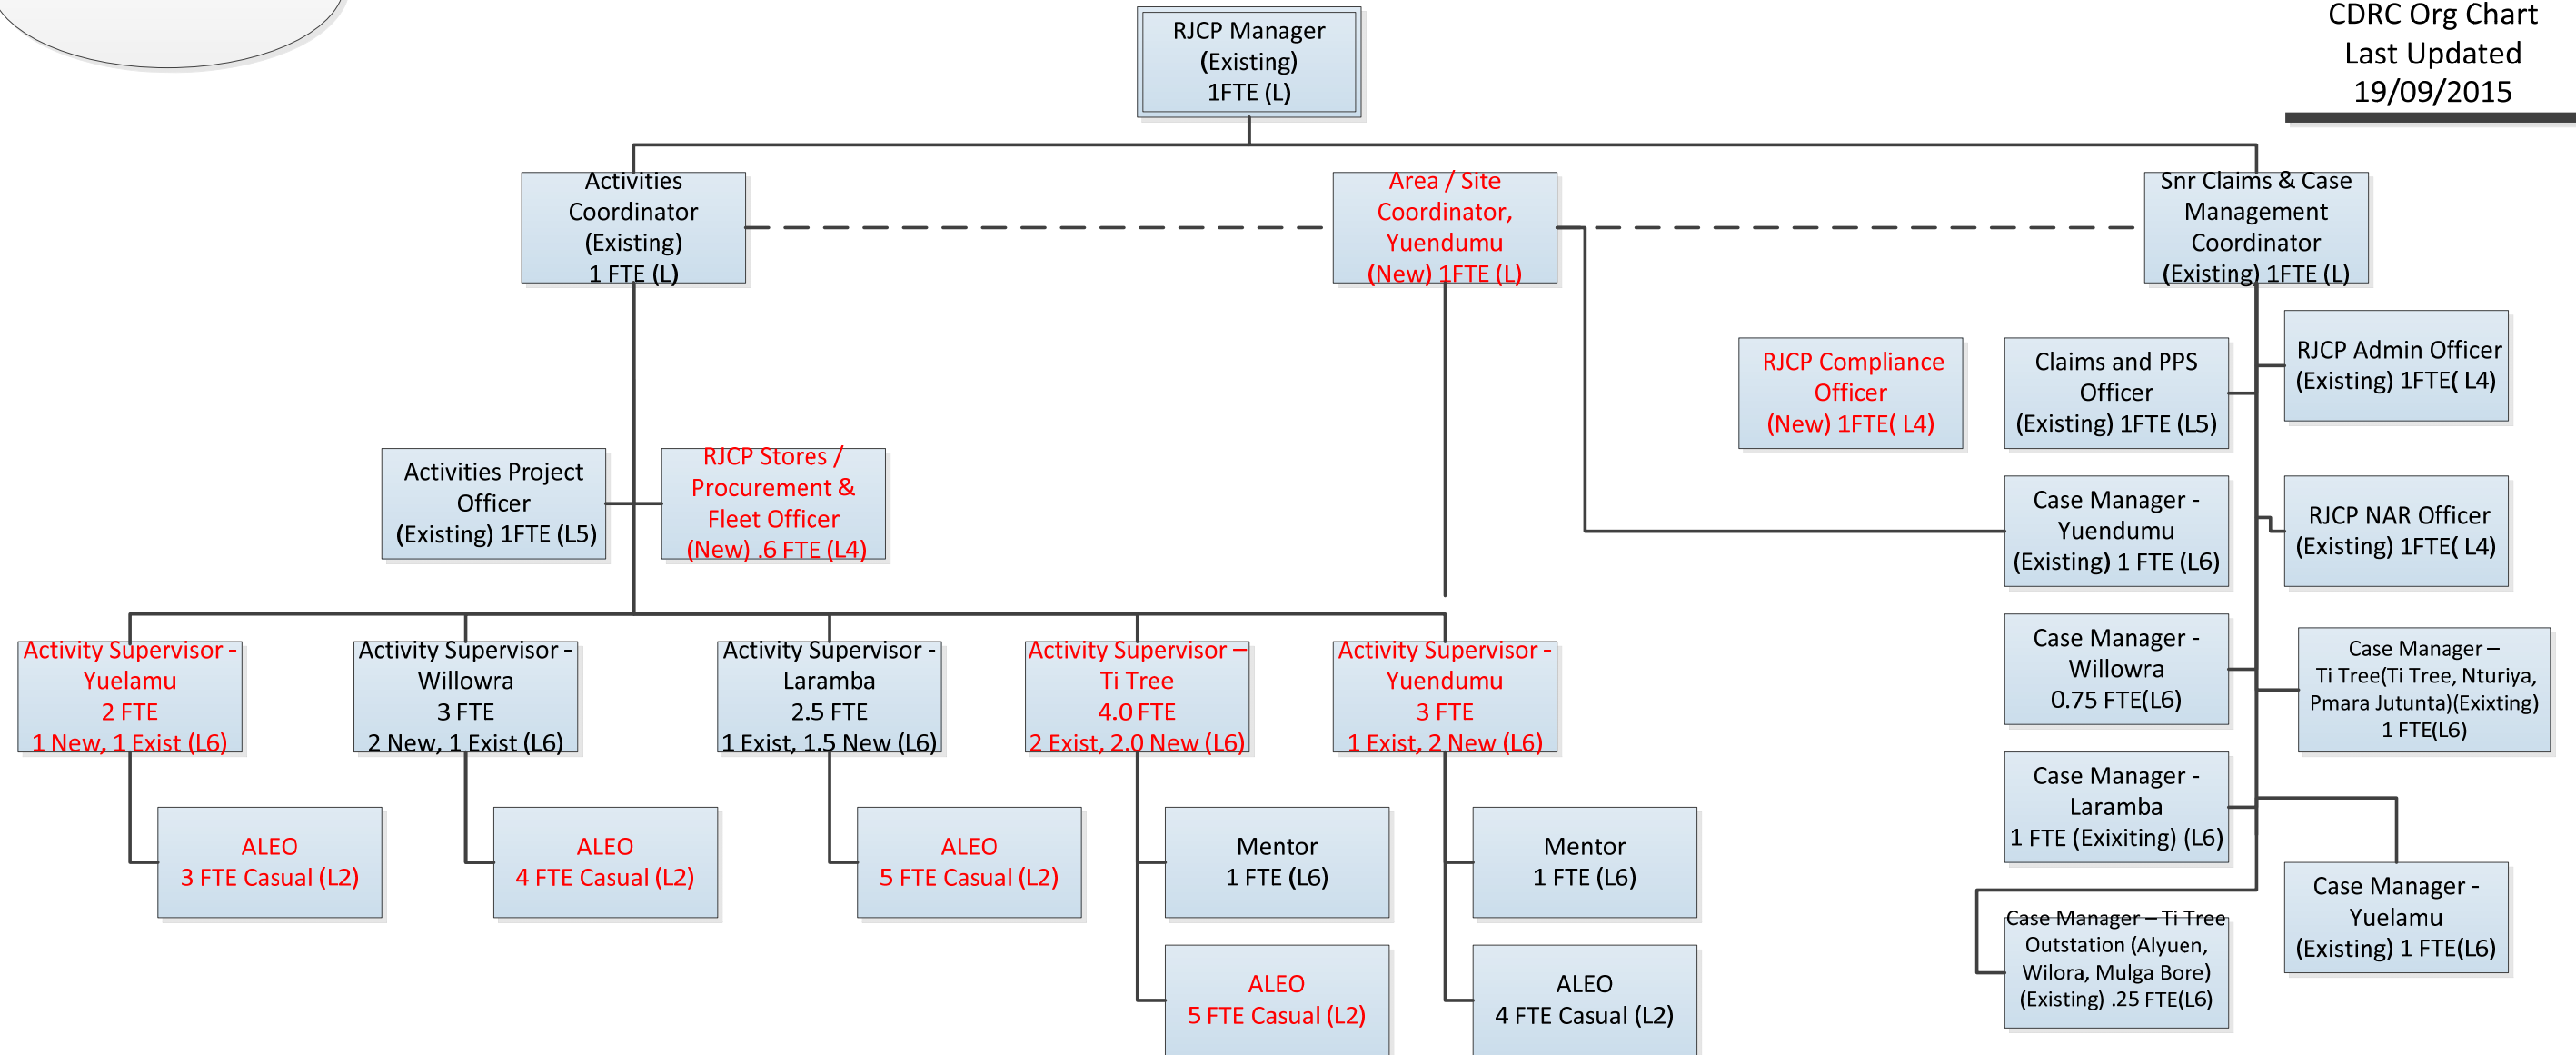 CDRC Org Chart
Last Updated
19/09/2015
RJCP Manager
(Existing)
1FTE (L)
Activities
Coordinator
(Existing)
1 FTE (L)
Area / Site
Coordinator,
Yuendumu
(New) 1FTE (L)
Snr Claims & Case
Management
Coordinator
(Existing) 1FTE (L)
RJCP Compliance
Officer
(New) 1FTE( L4)
Claims and PPS
Officer
(Existing) 1FTE (L5)
RJCP Admin Officer
(Existing) 1FTE( L4)
Activities Project
Officer
(Existing) 1FTE (L5)
RJCP Stores /
Procurement &
Fleet Officer
(New) .6 FTE (L4)
Case Manager -
Yuendumu
(Existing) 1 FTE (L6)
RJCP NAR Officer
(Existing) 1FTE( L4)
Activity Supervisor -
Yuelamu
2 FTE
1 New, 1 Exist (L6)
Activity Supervisor -
Willowra
3 FTE
2 New, 1 Exist (L6)
Activity Supervisor -
Laramba
2.5 FTE
1 Exist, 1.5 New (L6)
Activity Supervisor –
Ti Tree
4.0 FTE
2 Exist, 2.0 New (L6)
Activity Supervisor -
Yuendumu
3 FTE
1 Exist, 2 New (L6)
Case Manager -
Willowra
0.75 FTE(L6)
Case Manager –
Ti Tree(Ti Tree, Nturiya,
Pmara Jutunta)(Exixting)
1 FTE(L6)
Case Manager -
Laramba
1 FTE (Exixiting) (L6)
ALEO
3 FTE Casual (L2)
ALEO
4 FTE Casual (L2)
ALEO
5 FTE Casual (L2)
Mentor
1 FTE (L6)
Mentor
1 FTE (L6)
Case Manager -
Yuelamu
(Existing) 1 FTE(L6)
Case Manager – Ti Tree
Outstation (Alyuen,
Wilora, Mulga Bore)
(Existing) .25 FTE(L6)
ALEO
5 FTE Casual (L2)
ALEO
4 FTE Casual (L2)